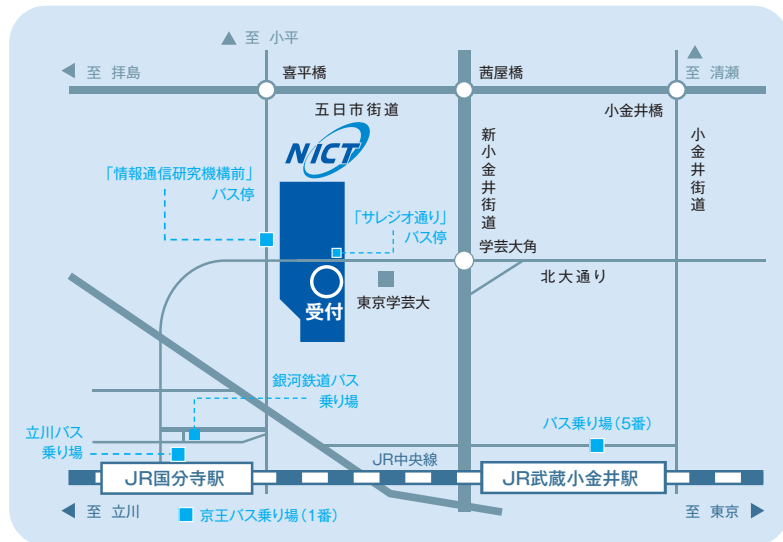 ▲ 至 小平
◀ 至 拝島
喜平橋
茜屋橋
▲
至 清瀬
五日市街道
小金井橋
NICT
新小金井街道
小金井街道
「情報通信研究機構前」
バス停
「サレジオ通り」
バス停
学芸大角
北大通り
受付
東京学芸大
銀河鉄道バス
乗り場
立川バス
乗り場
バス乗り場(5番)
JR中央線
JR国分寺駅
JR武蔵小金井駅
◀ 至 立川
京王バス乗り場(1番)
至 東京 ▶